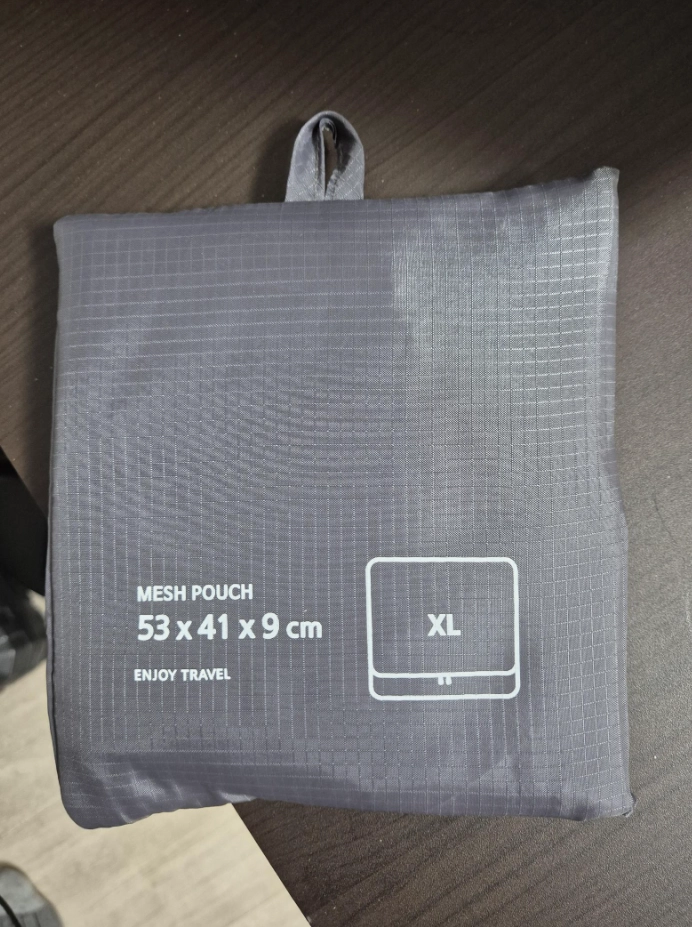 MESH POUCH
53 x 41 x 9 cm
ENJOY TRAVEL
XL